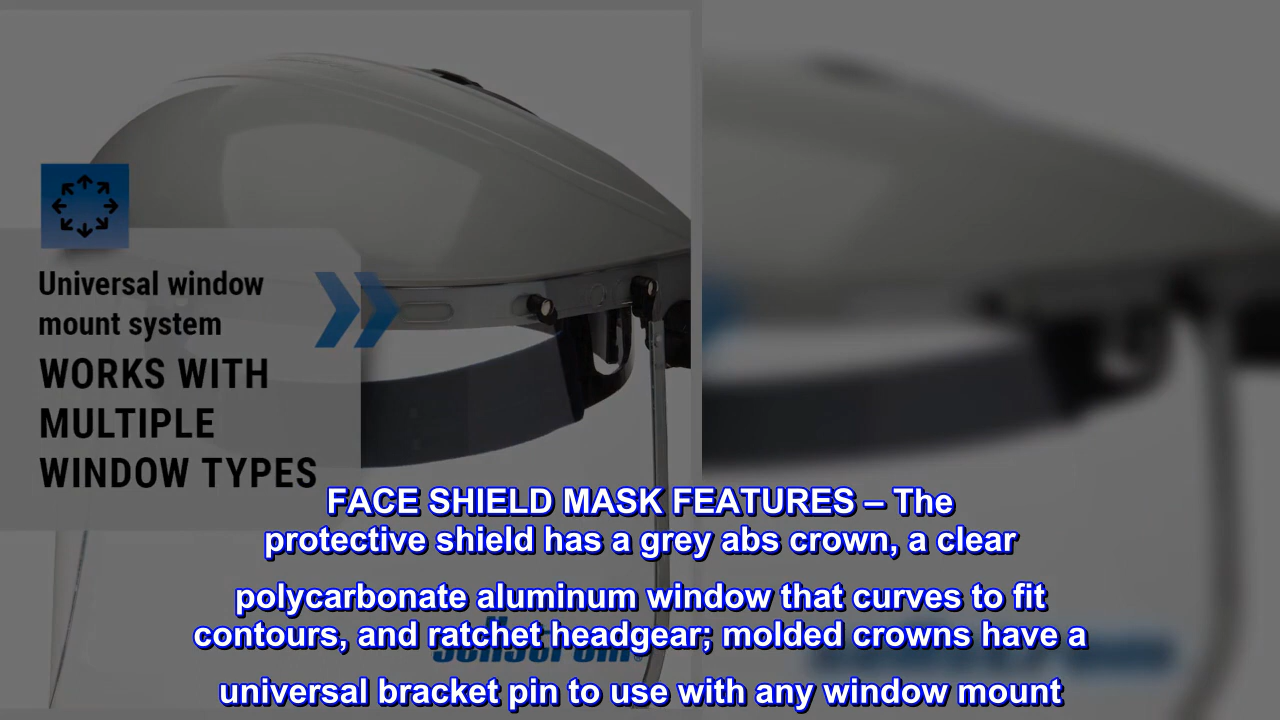 Universal window
mount system
WORKS WITH
MULTIPLE
WINDOW TYPES
FACE SHIELD MASK FEATURES – The
protective shield has a grey abs crown, a clear
polycarbonate aluminum window that curves to fit
contours, and ratchet headgear; molded crowns have a
universal bracket pin to use with any window mount